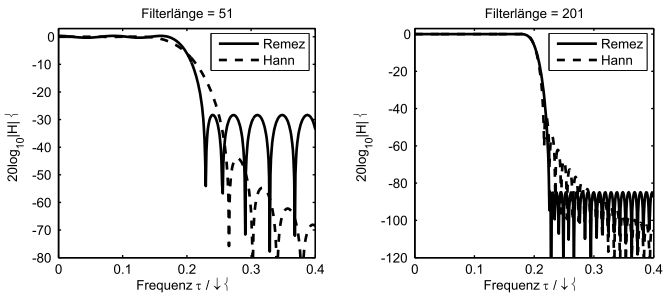 Filterlänge = 51
0
-10
-20
-30
-40
-50
-60
-70
-80
20log10|H| {
Remez
Hann
0
0.1
0.2
0.3
0.4
Frequenz τ / ↓ {
Filterlänge = 201
0
-20
-40
-60
-80
-100
-120
20log10|H| {
Remez
Hann
0
0.1
0.2
0.3
0.4
Frequenz τ / ↓ {